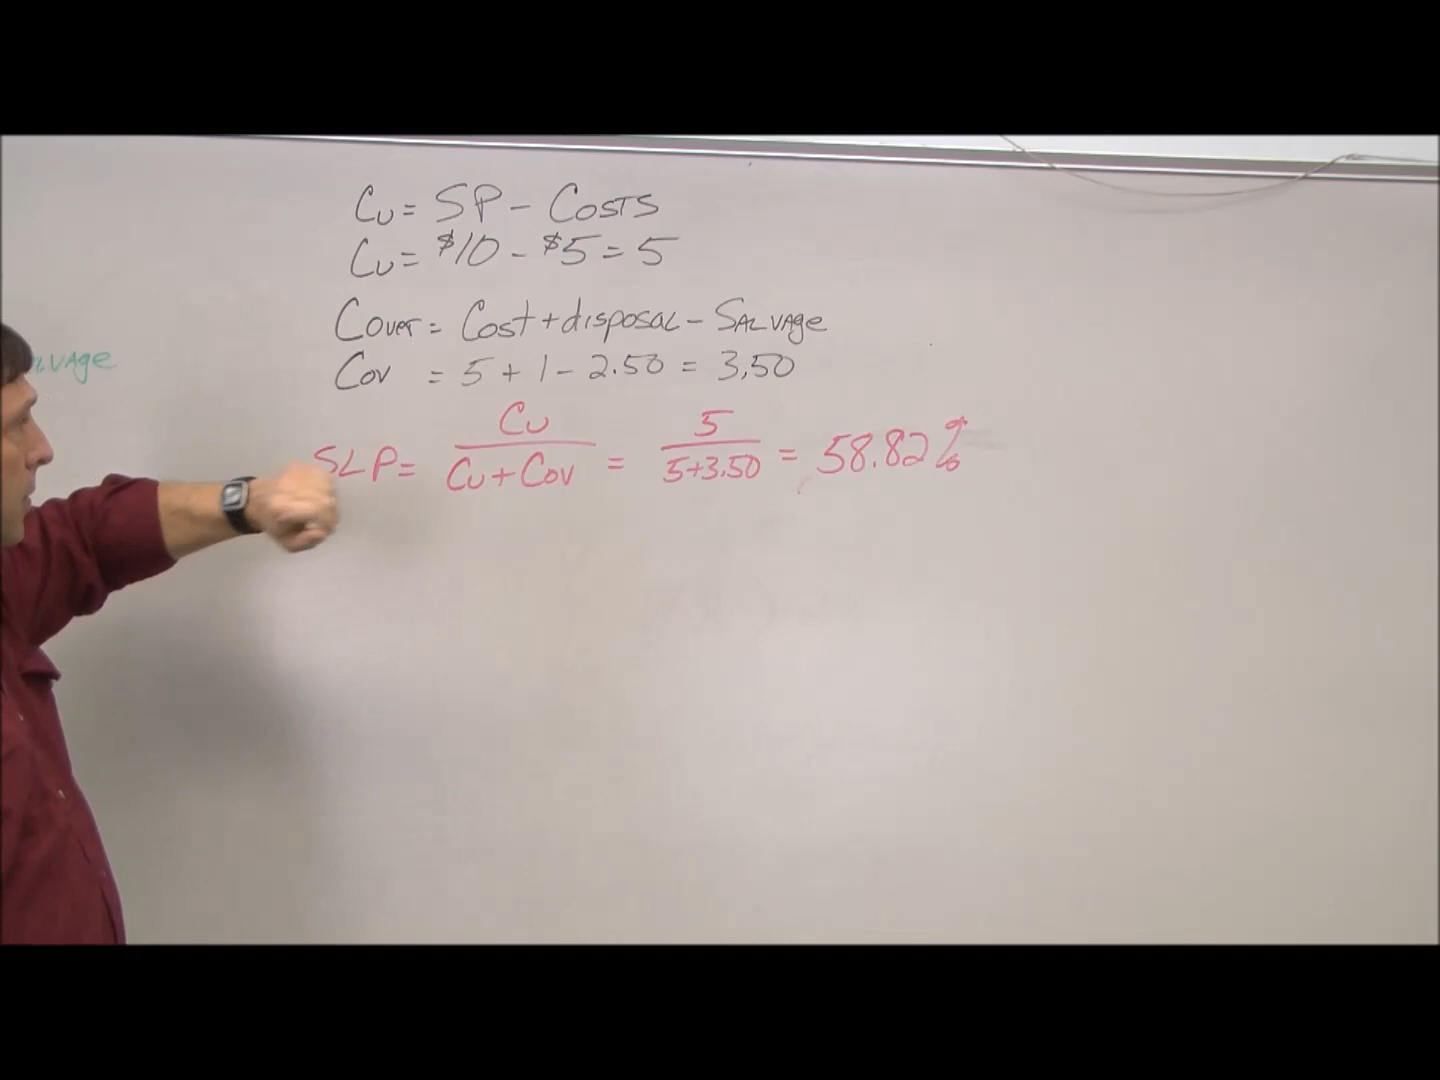 Cu = SP - Costs
Cu = $10 - $5 = 5
Cover = Cost + disposal - Salvage
Cov = 5 + 1 - 2.50 = 3.50
SLP = Cu / Cu + Cov = 5 / 5+3.50 = 58.82%